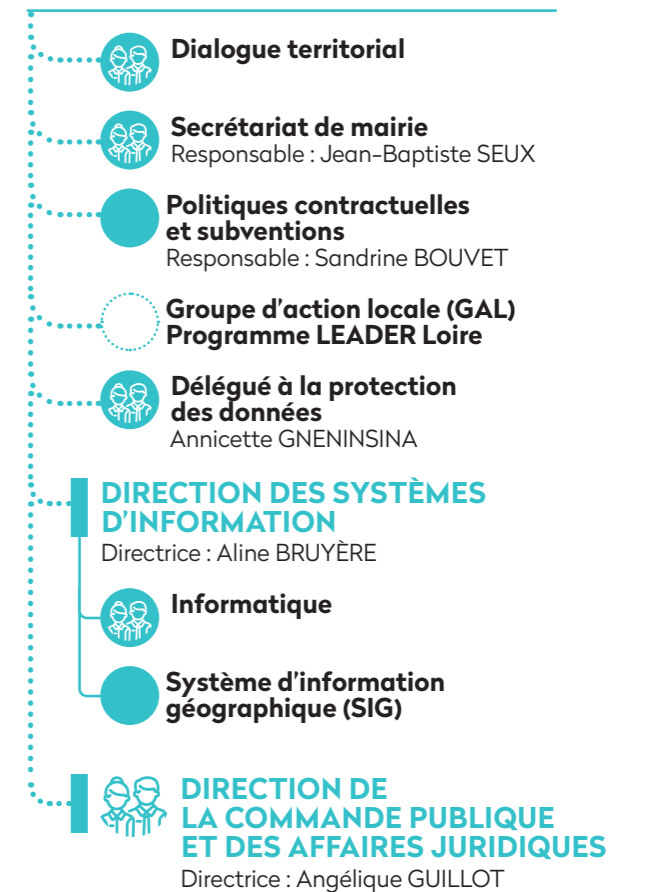 Dialogue territorial
Secrétariat de mairie
Responsable : Jean-Baptiste SEUX
Politiques contractuelles
et subventions
Responsable : Sandrine BOUVET
Groupe d'action locale (GAL)
Programme LEADER Loire
Délégué à la protection
des données
Annicette GNENINSINA
DIRECTION DES SYSTÈMES
D'INFORMATION
Directrice : Aline BRUYÈRE
Informatique
Système d'information
géographique (SIG)
DIRECTION DE
LA COMMANDE PUBLIQUE
ET DES AFFAIRES JURIDIQUES
Directrice : Angélique GUILLOT